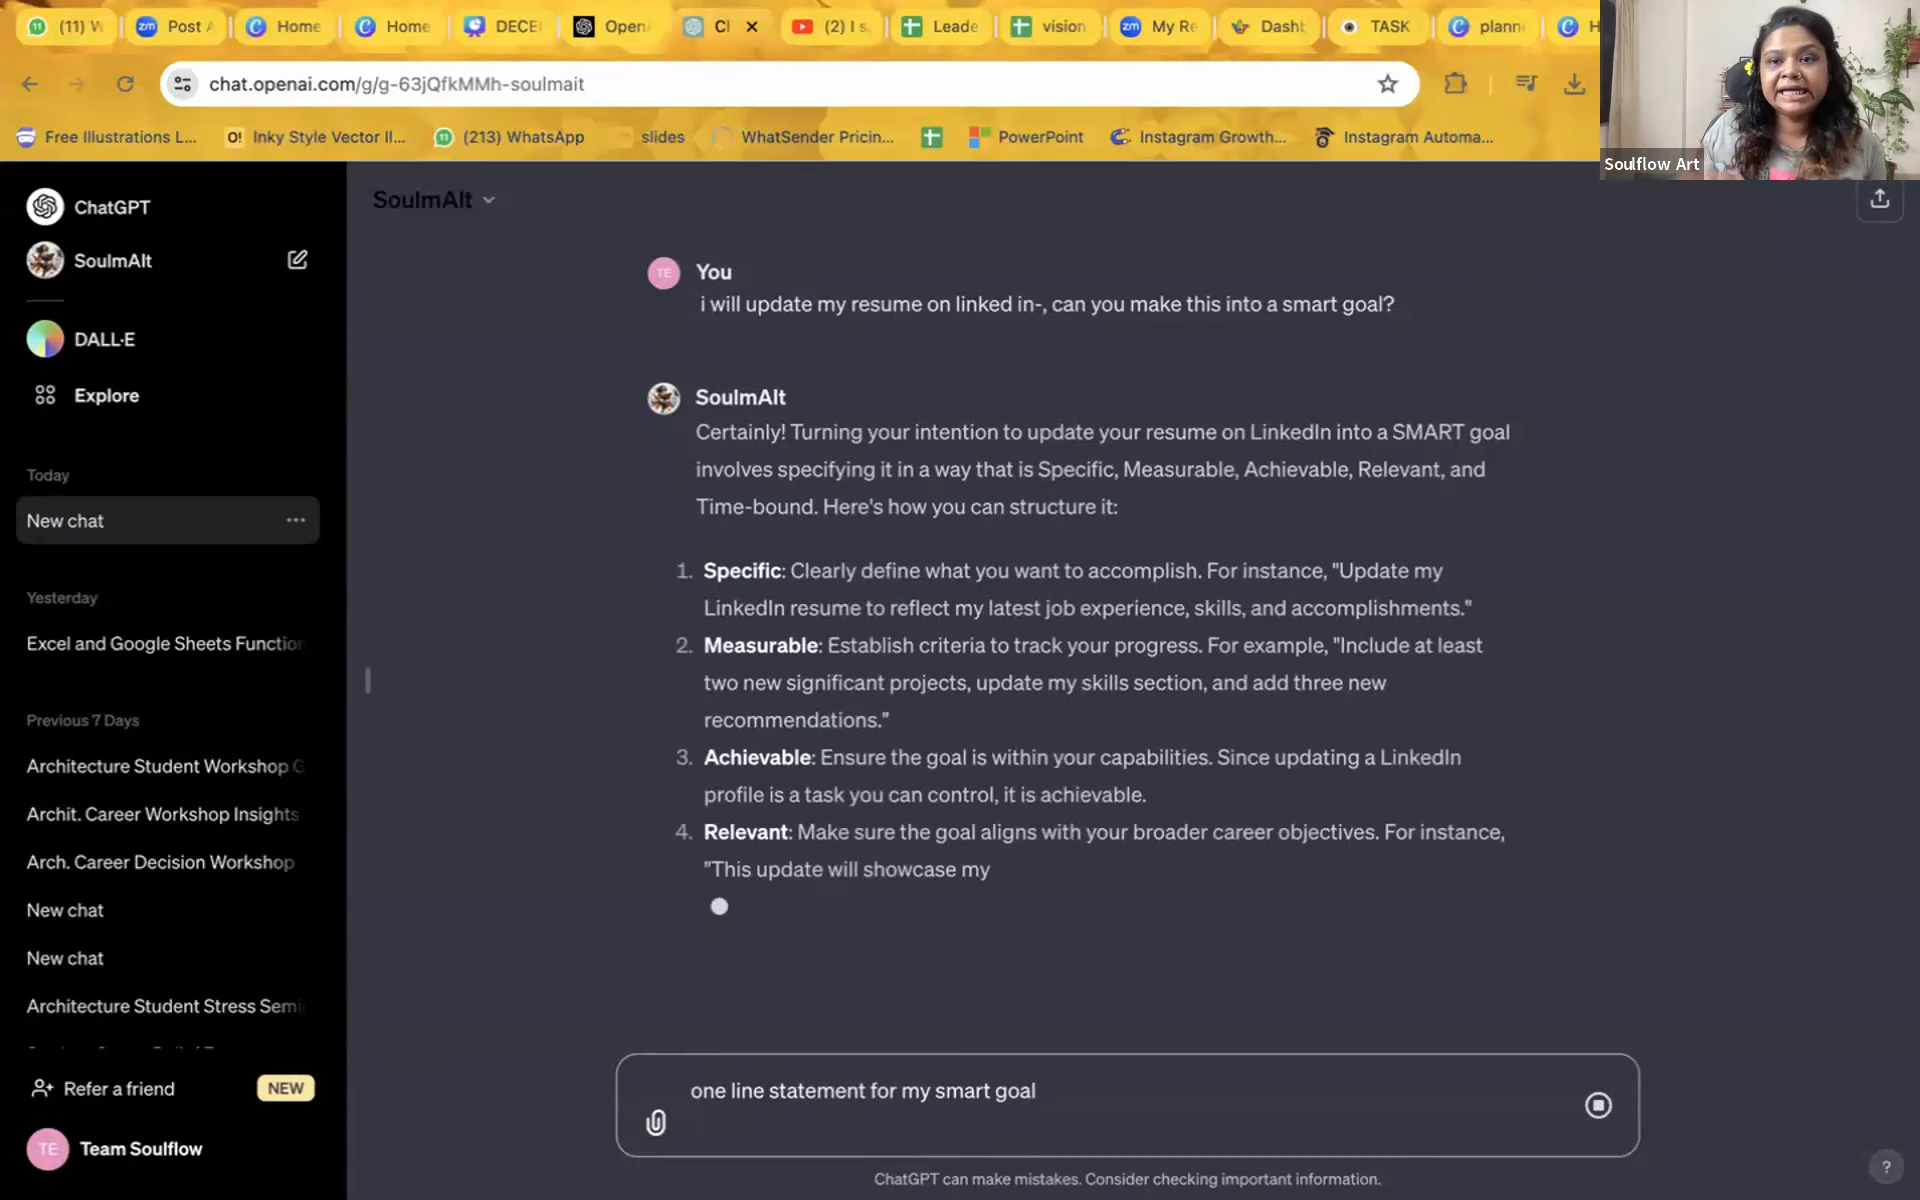 (11) W
Post A
Home
Home
DECE
Open
Cl
(2) I s
Leade
vision
My Re
Dashb
TASK
plann
H
chat.openai.com/g/g-63jQfkMMh-soulmait
Free Illustrations L...
Inky Style Vector Il...
(213) WhatsApp
slides
WhatSender Pricin...
PowerPoint
Instagram Growth...
Instagram Automa...
Soulflow Art
ChatGPT
SoulmAIt
DALL·E
Explore
Today
New chat
Yesterday
Excel and Google Sheets Function
Previous 7 Days
Architecture Student Workshop G
Archit. Career Workshop Insights
Arch. Career Decision Workshop
New chat
New chat
Architecture Student Stress Semi
Refer a friend
NEW
TE
Team Soulflow
SoulmAIt
TE
You
i will update my resume on linked in-, can you make this into a smart goal?
SoulmAIt
Certainly! Turning your intention to update your resume on LinkedIn into a SMART goal
involves specifying it in a way that is Specific, Measurable, Achievable, Relevant, and
Time-bound. Here's how you can structure it:
1. Specific: Clearly define what you want to accomplish. For instance, "Update my
LinkedIn resume to reflect my latest job experience, skills, and accomplishments."
2. Measurable: Establish criteria to track your progress. For example, "Include at least
two new significant projects, update my skills section, and add three new
recommendations."
3. Achievable: Ensure the goal is within your capabilities. Since updating a LinkedIn
profile is a task you can control, it is achievable.
4. Relevant: Make sure the goal aligns with your broader career objectives. For instance,
"This update will showcase my
one line statement for my smart goal
ChatGPT can make mistakes. Consider checking important information.
?